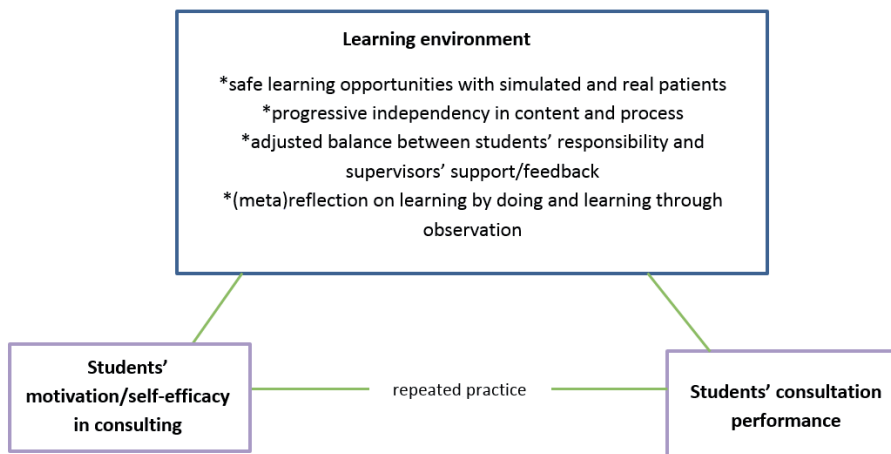 Learning environment
*safe learning opportunities with simulated and real patients
*progressive independency in content and process
*adjusted balance between students’ responsibility and
supervisors’ support/feedback
*(meta)reflection on learning by doing and learning through
observation
Students’
motivation/self-efficacy
in consulting
repeated practice
Students’ consultation
performance